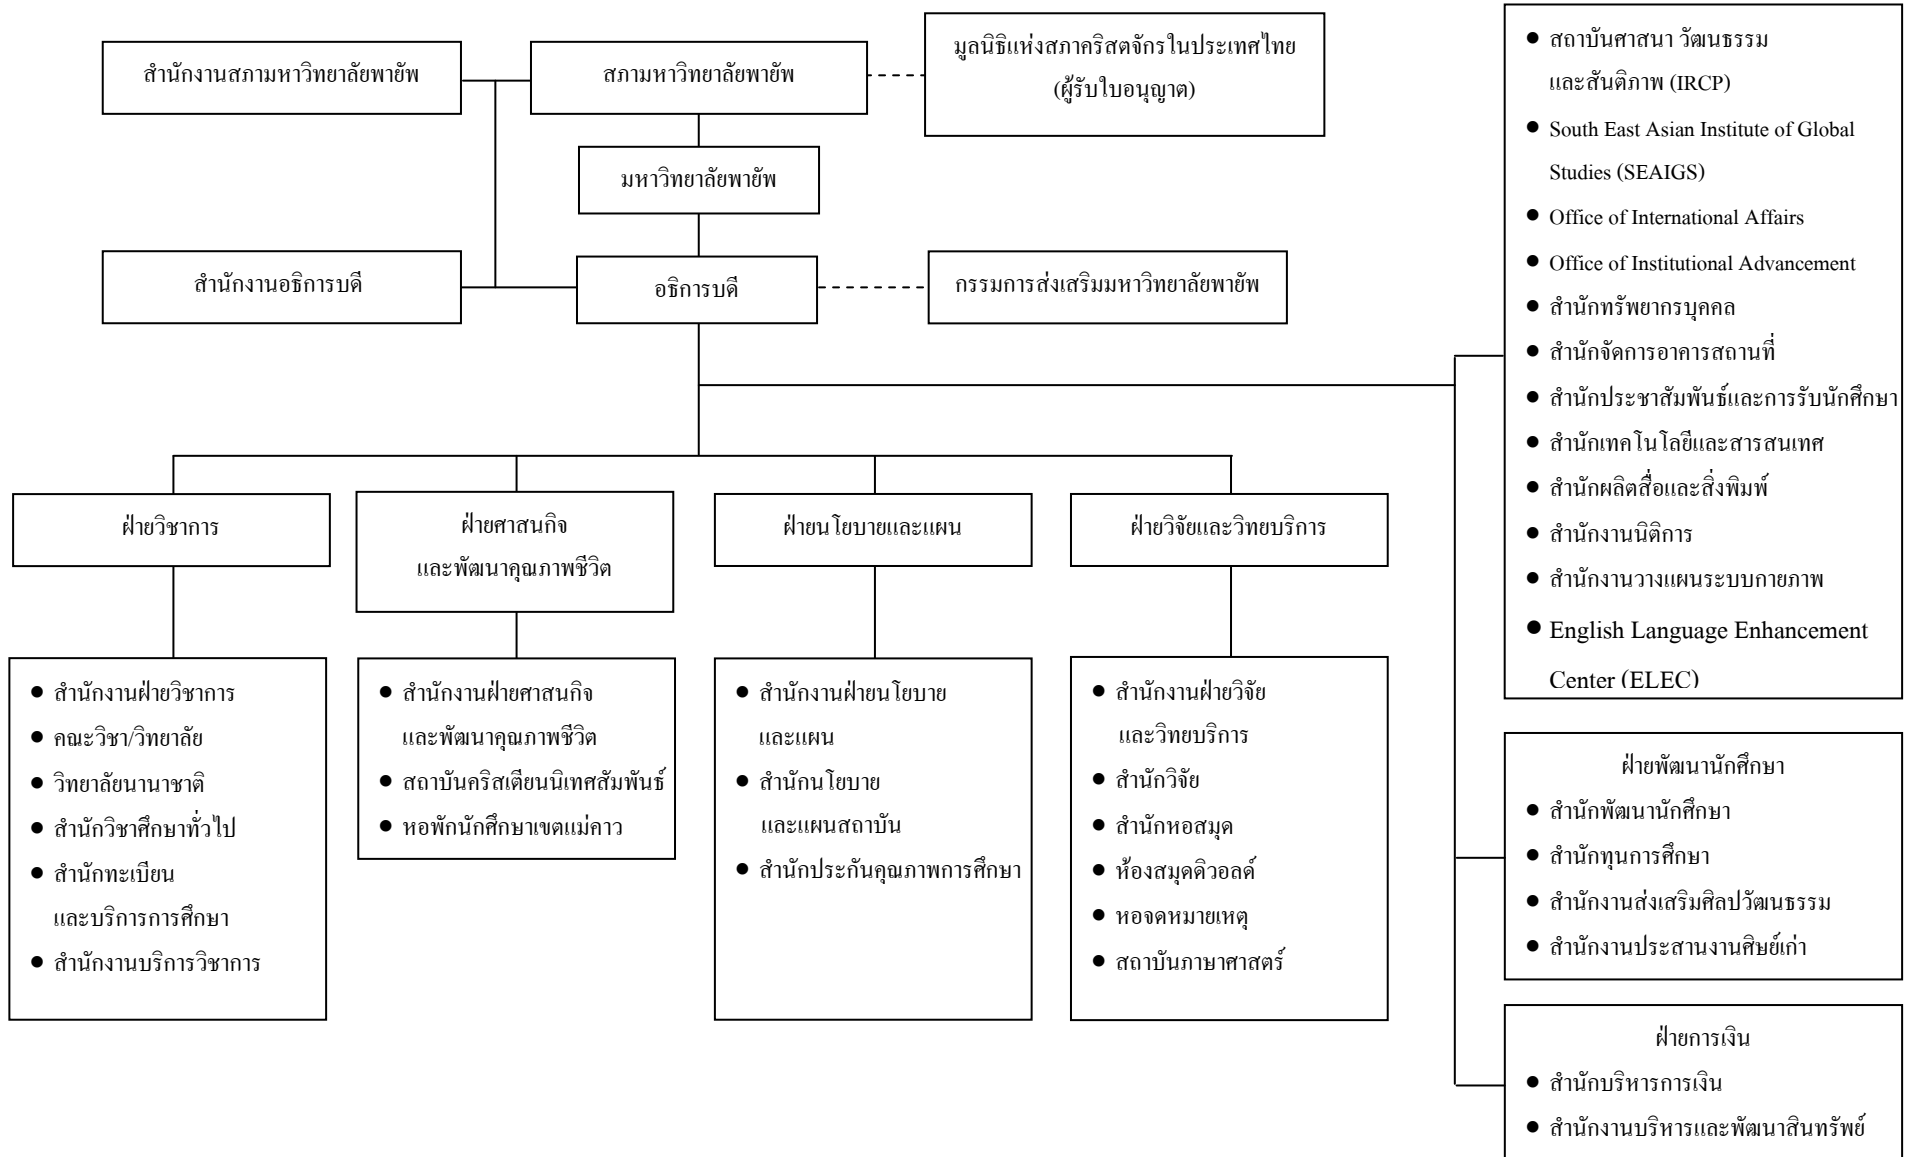 สำนักงานสภามหาวิทยาลัยพายัพ
สภามหาวิทยาลัยพายัพ
มูลนิธิแห่งสภาคริสตจักรในประเทศไทย
(ผู้รับใบอนุญาต)
มหาวิทยาลัยพายัพ
สำนักงานอธิการบดี
อธิการบดี
กรรมการส่งเสริมมหาวิทยาลัยพายัพ
● สถาบันศาสนา วัฒนธรรม
และสันติภาพ (IRCP)
● South East Asian Institute of Global
Studies (SEAIGS)
● Office of International Affairs
● Office of Institutional Advancement
● สำนักทรัพยากรบุคคล
● สำนักจัดการอาคารสถานที่
● สำนักประชาสัมพันธ์และการรับนักศึกษา
● สำนักเทคโนโลยีและสารสนเทศ
● สำนักผลิตสื่อและสิ่งพิมพ์
● สำนักงานนิติการ
● สำนักงานวางแผนระบบกายภาพ
● English Language Enhancement
Center (ELEC)
ฝ่ายวิชาการ
● สำนักงานฝ่ายวิชาการ
● คณะวิชา/วิทยาลัย
● วิทยาลัยนานาชาติ
● สำนักวิชาศึกษาทั่วไป
● สำนักทะเบียน
และบริการการศึกษา
● สำนักงานบริการวิชาการ
ฝ่ายศาสนกิจ
และพัฒนาคุณภาพชีวิต
● สำนักงานฝ่ายศาสนกิจ
และพัฒนาคุณภาพชีวิต
● สถาบันคริสเตียนนิเทศสัมพันธ์
● หอพักนักศึกษาเขตแม่คาว
ฝ่ายนโยบายและแผน
● สำนักงานฝ่ายนโยบาย
และแผน
● สำนักนโยบาย
และแผนสถาบัน
● สำนักประกันคุณภาพการศึกษา
ฝ่ายวิจัยและวิทยบริการ
● สำนักงานฝ่ายวิจัย
และวิทยบริการ
● สำนักวิจัย
● สำนักหอสมุด
● ห้องสมุดดิวอลด์
● หอจดหมายเหตุ
● สถาบันภาษาศาสตร์
ฝ่ายพัฒนานักศึกษา
● สำนักพัฒนานักศึกษา
● สำนักทุนการศึกษา
● สำนักงานส่งเสริมศิลปวัฒนธรรม
● สำนักงานประสานงานศิษย์เก่า
ฝ่ายการเงิน
● สำนักบริหารการเงิน
● สำนักงานบริหารและพัฒนาสินทรัพย์